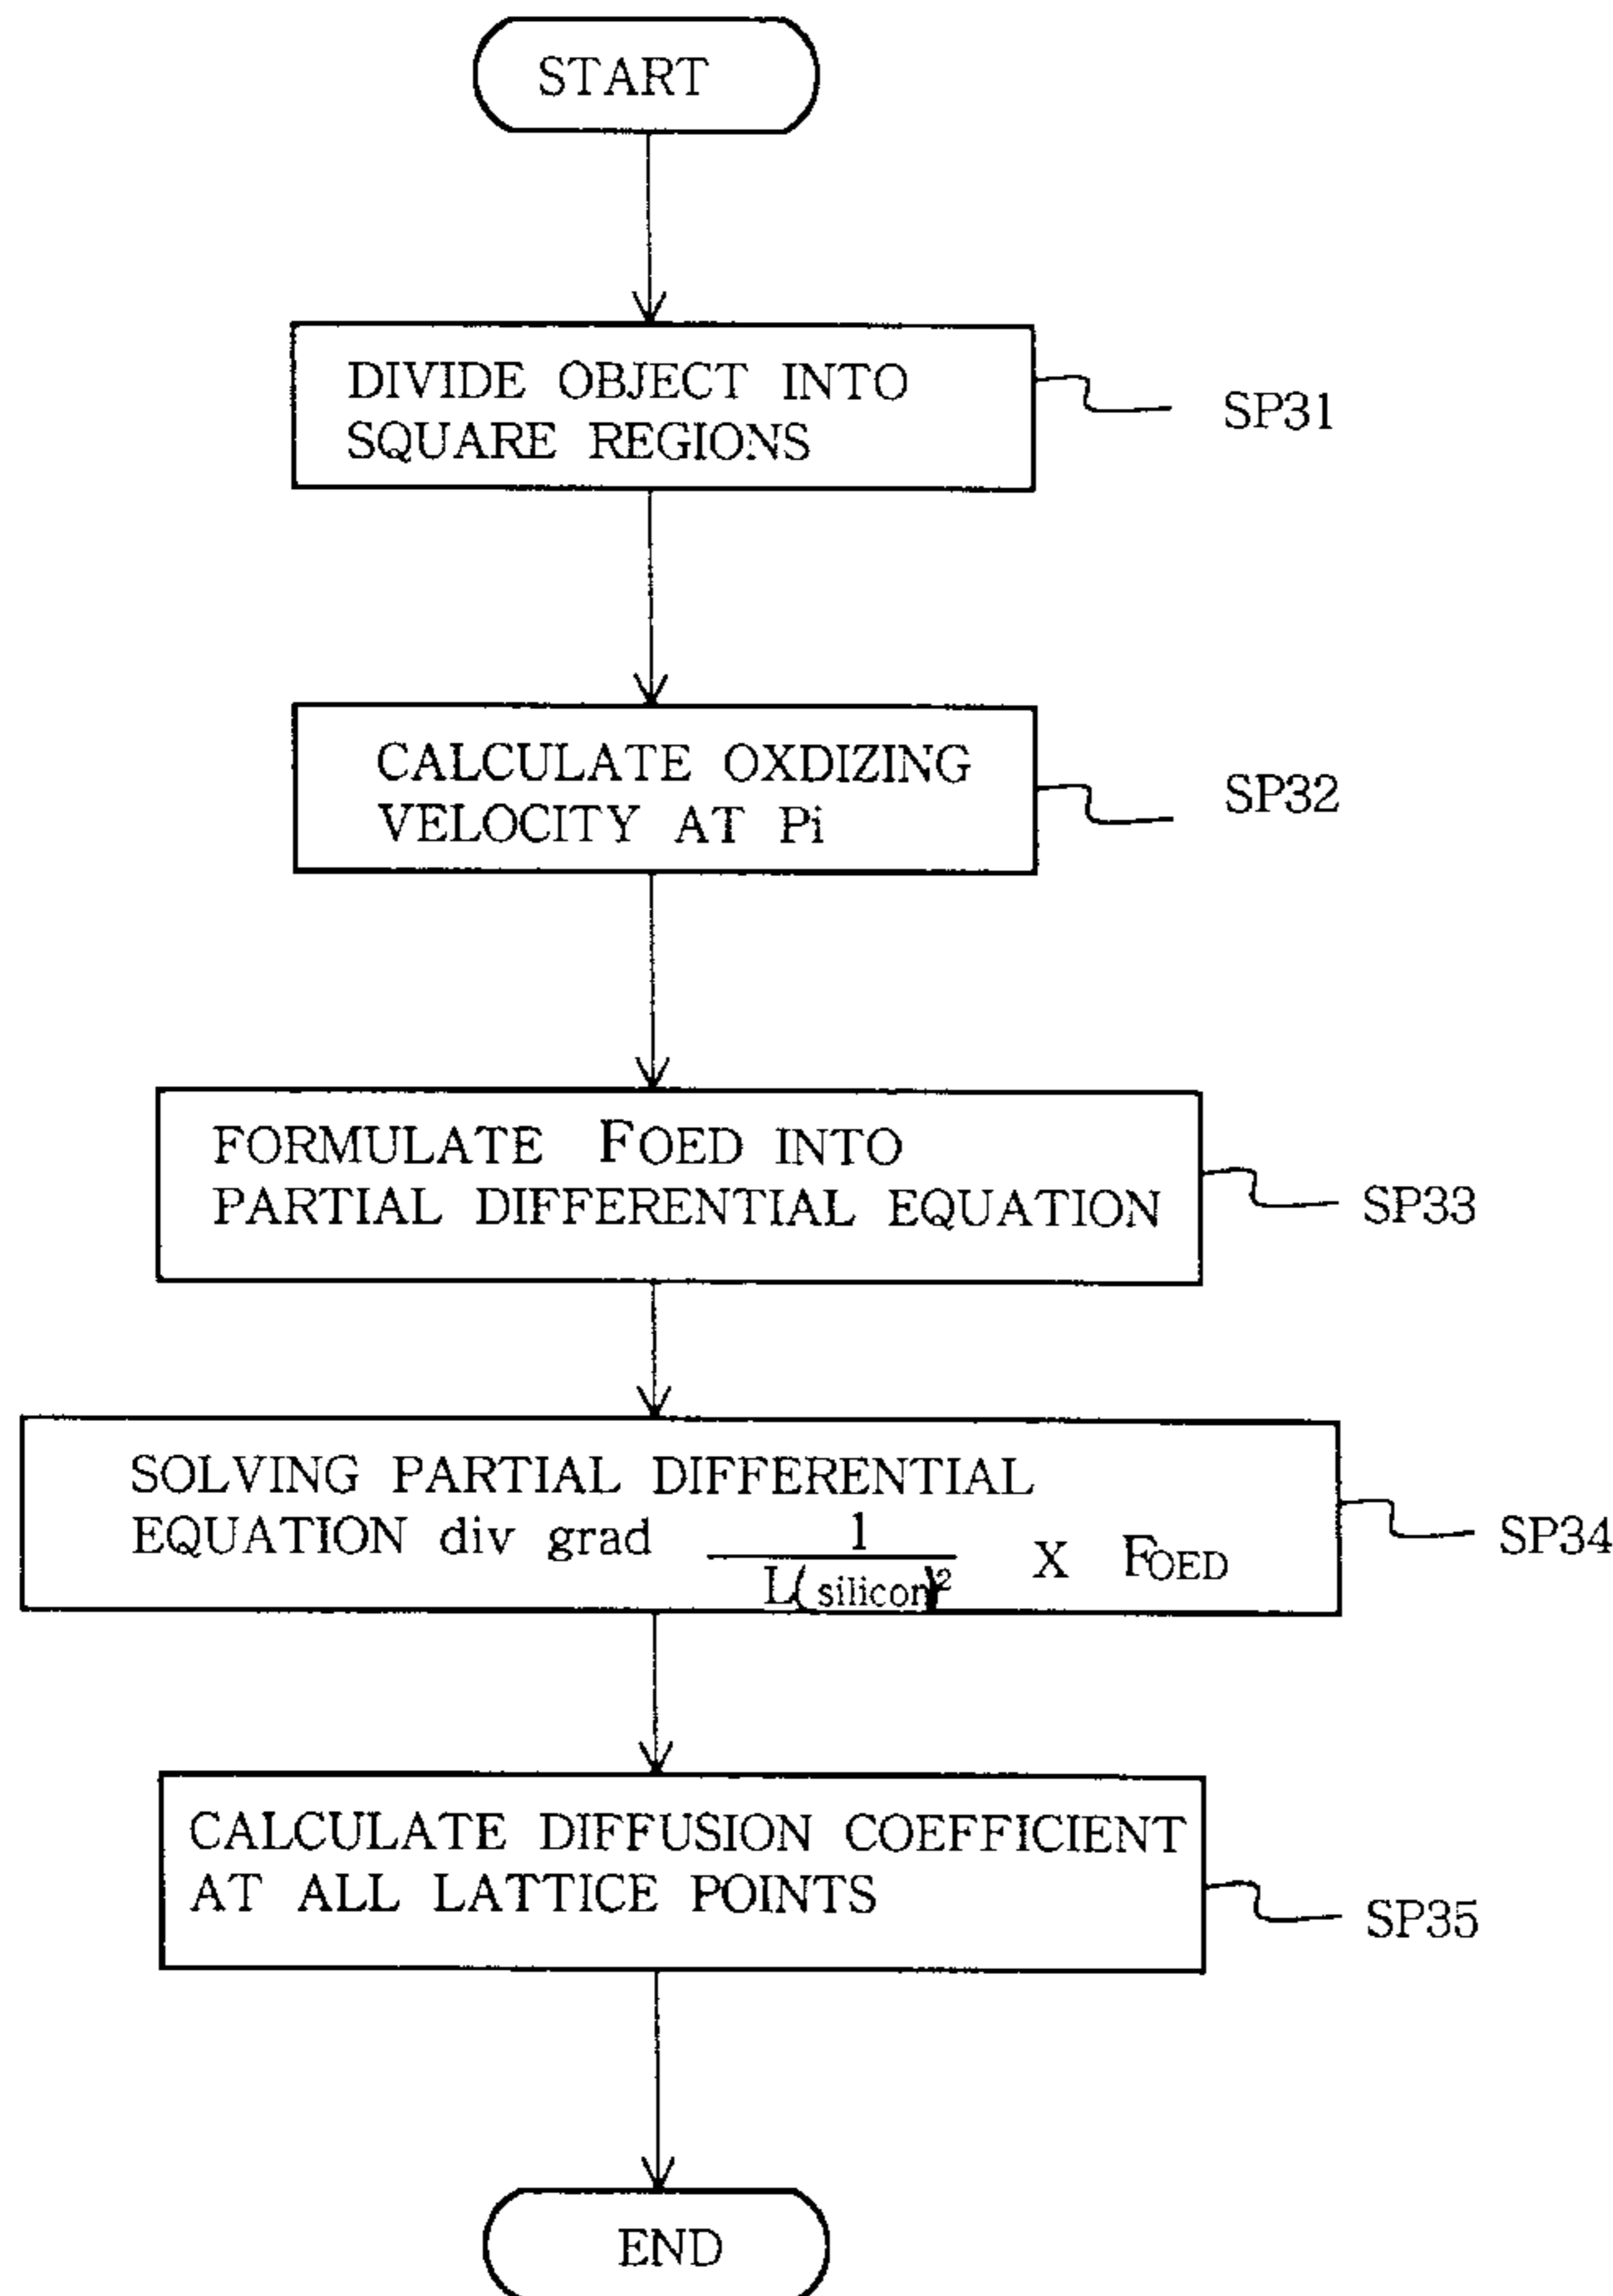 START
DIVIDE OBJECT INTO
SQUARE REGIONS
SP31
CALCULATE OXDIZING
VELOCITY AT Pi
SP32
FORMULATE FOED INTO
PARTIAL DIFFERENTIAL EQUATION
SP33
SOLVING PARTIAL DIFFERENTIAL
EQUATION div grad 1 / L(silicon)² X FOED
SP34
CALCULATE DIFFUSION COEFFICIENT
AT ALL LATTICE POINTS
SP35
END